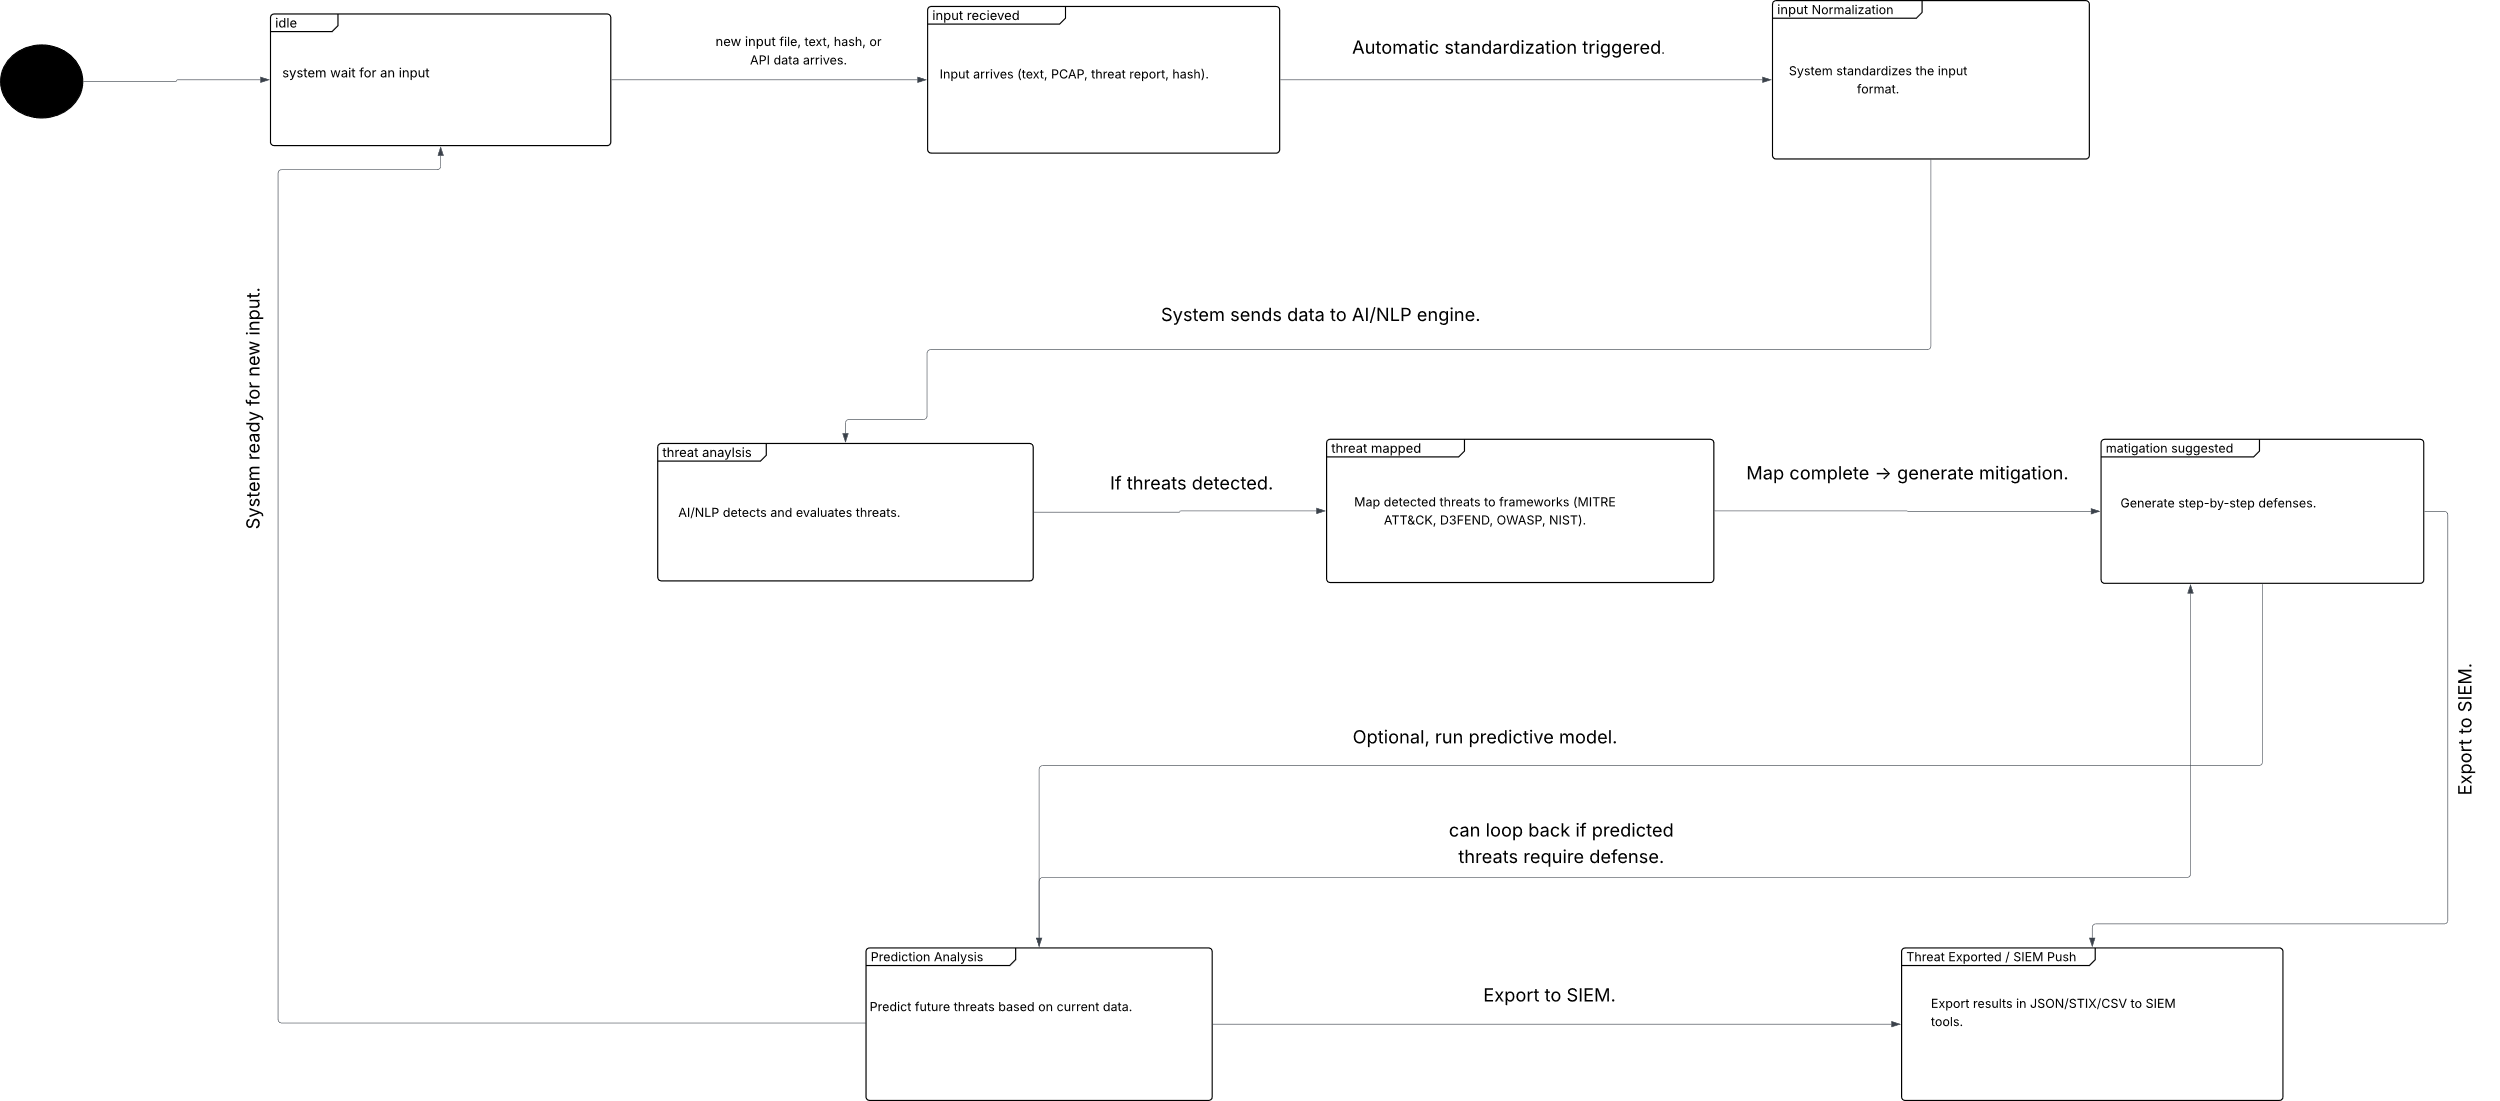 idle
system wait for an input
new input file, text, hash, or
API data arrives.
input recieved
Input arrives (text, PCAP, threat report, hash).
Automatic standardization triggered.
input Normalization
System standardizes the input
format.
System sends data to AI/NLP engine.
System ready for new input.
threat anaylsis
AI/NLP detects and evaluates threats.
If threats detected.
threat mapped
Map detected threats to frameworks (MITRE
ATT&CK, D3FEND, OWASP, NIST).
Map complete → generate mitigation.
matigation suggested
Generate step-by-step defenses.
Export to SIEM.
Optional, run predictive model.
can loop back if predicted
threats require defense.
Prediction Analysis
Predict future threats based on current data.
Export to SIEM.
Threat Exported / SIEM Push
Export results in JSON/STIX/CSV to SIEM
tools.